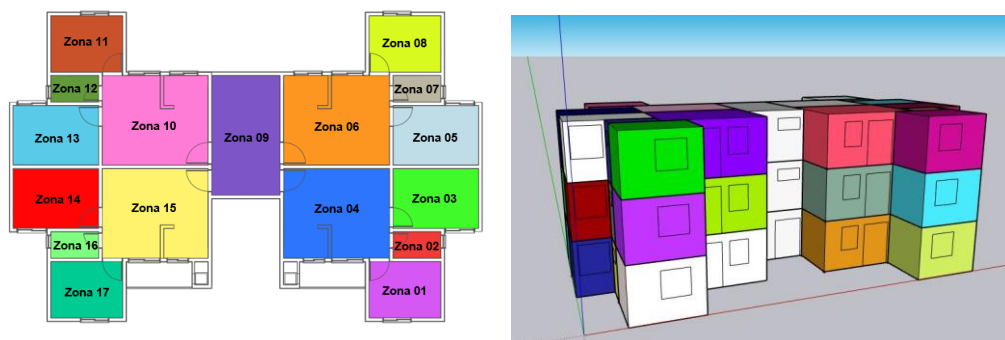 Zona 11
Zona 08
Zona 12
Zona 07
Zona 13
Zona 10
Zona 09
Zona 06
Zona 05
Zona 14
Zona 15
Zona 04
Zona 03
Zona 16
Zona 02
Zona 17
Zona 01